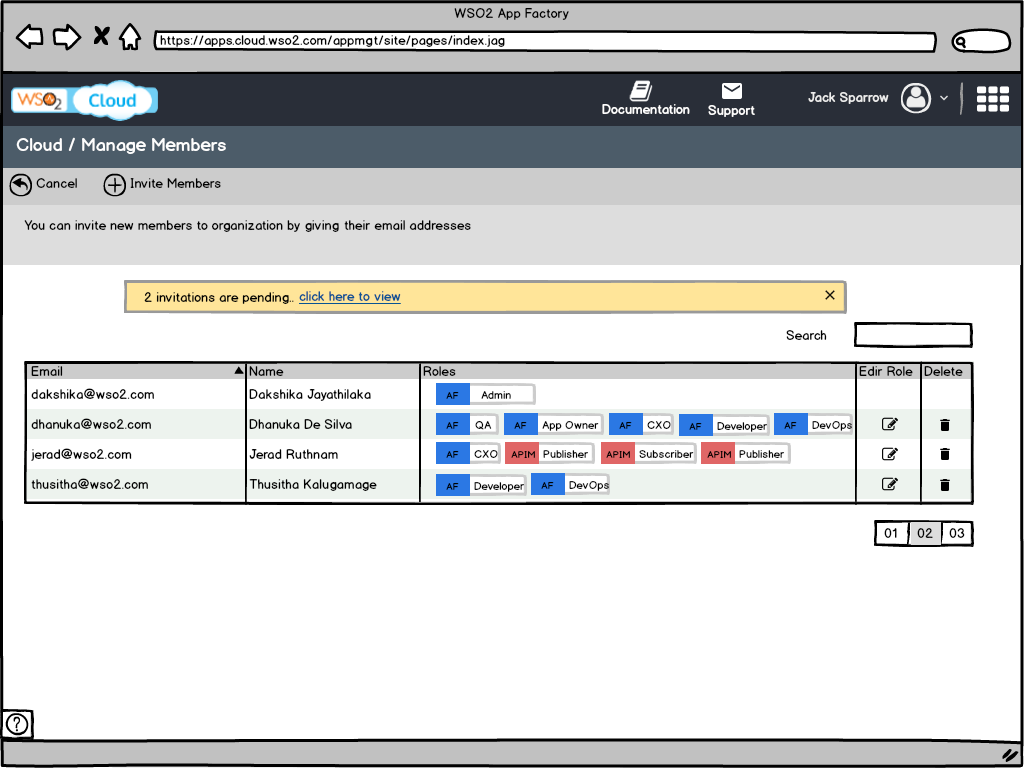 WSO2 App Factory
https://apps.cloud.wso2.com/appmgt/site/pages/index.jag
WSO2 Cloud
Documentation
Support
Jack Sparrow
Cloud / Manage Members
Cancel
Invite Members
You can invite new members to organization by giving their email addresses
2 invitations are pending.. click here to view
Search
Email Name Roles Edir Role Delete
dakshika@wso2.com Dakshika Jayathilaka AF Admin
dhanuka@wso2.com Dhanuka De Silva AF QA AF App Owner AF CXO AF Developer AF DevOps
jerad@wso2.com Jerad Ruthnam AF CXO APIM Publisher APIM Subscriber APIM Publisher
thusitha@wso2.com Thusitha Kalugamage AF Developer AF DevOps
01 02 03
?